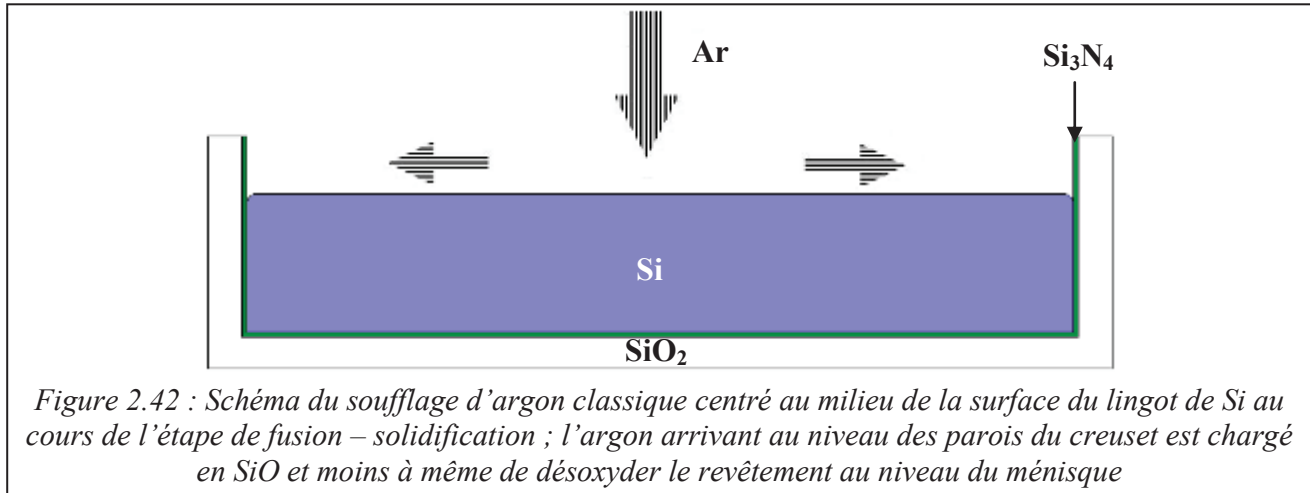 Ar
Si₃N₄
Si
SiO₂
Figure 2.42 : Schéma du soufflage d’argon classique centré au milieu de la surface du lingot de Si au
cours de l’étape de fusion – solidification ; l’argon arrivant au niveau des parois du creuset est chargé
en SiO et moins à même de désoxyder le revêtement au niveau du ménisque